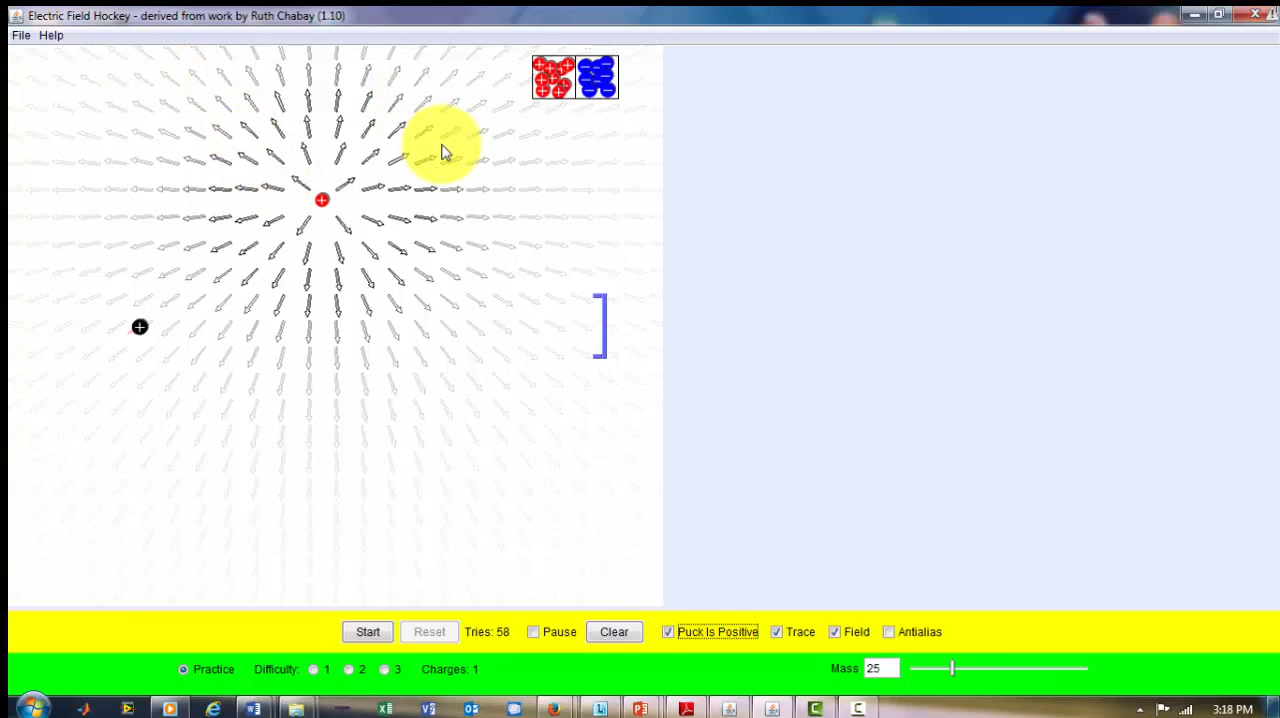 Electric Field Hockey - derived from work by Ruth Chabay (1.10)
File Help
Start Reset Tries: 58 Pause Clear Puck Is Positive Trace Field Antialias
Practice Difficulty: 1 2 3 Charges: 1 Mass 25
3:18 PM